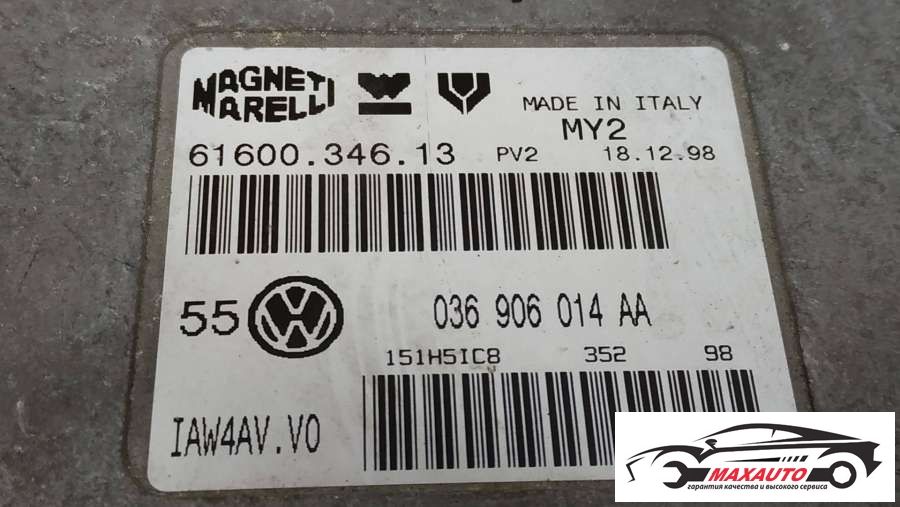 MAGNETI
MARELLI
MADE IN ITALY
MY2
61600.346.13 PV2 18.12.98
55 VW 036 906 014 AA
151H5IC8 352 98
IAW4AV.V0
MAXAUTO
гарантия качества и высокого сервиса